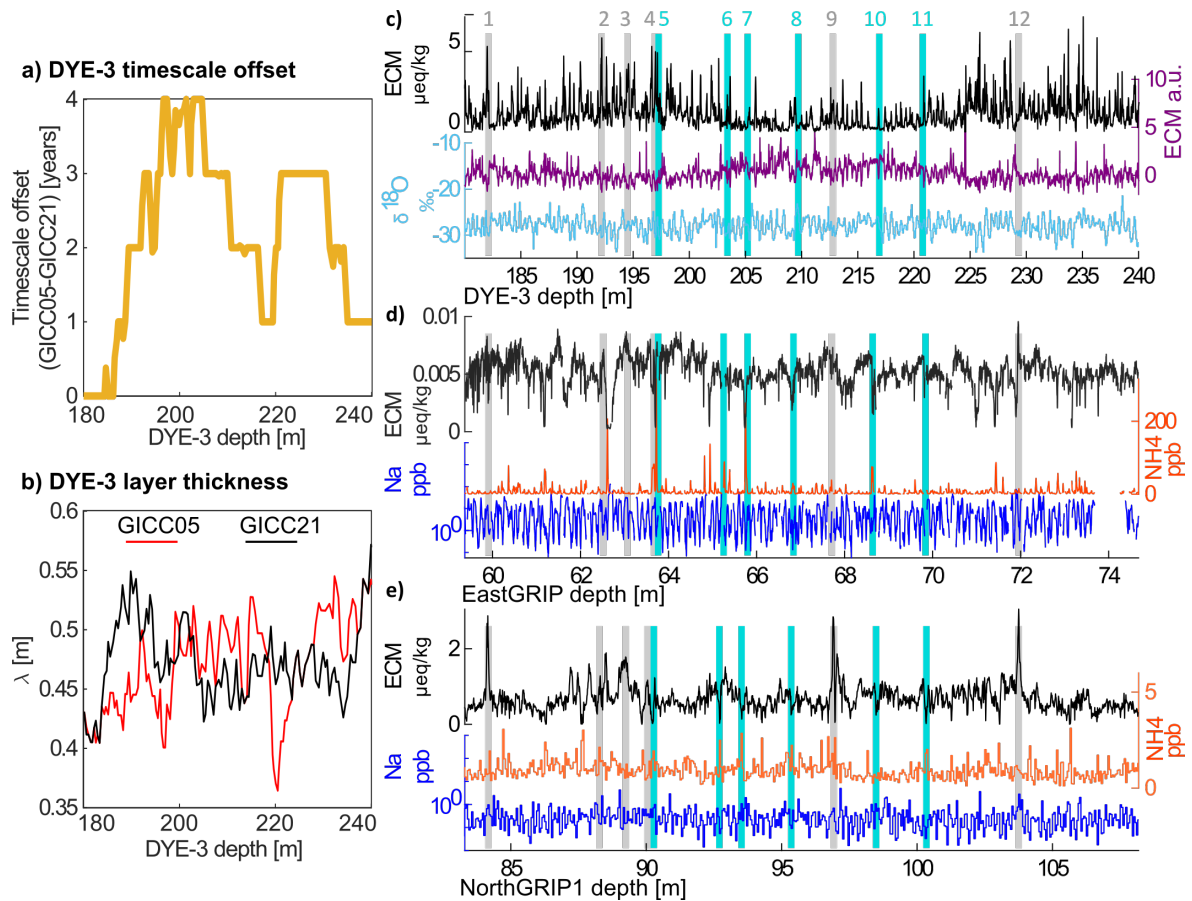 a) DYE-3 timescale offset
Timescale offset
(GICC05-GICC21) [years]
4
3
2
1
0
180 200 220 240
DYE-3 depth [m]
b) DYE-3 layer thickness
GICC05 GICC21
λ [m]
0.6
0.55
0.5
0.45
0.4
0.35
180 200 220 240
DYE-3 depth [m]
c)
1 2 3 4 5 6 7 8 9 10 11 12
ECM
μeq/kg
5
0
ECM a.u.
10
5
0
δ18O
‰
-10
-20
-30
185 190 195 200 205 210 215 220 225 230 235 240
DYE-3 depth [m]
d)
ECM
μeq/kg
0.01
0.005
0
NH4
ppb
200
0
Na
ppb
10^0
60 62 64 66 68 70 72 74
EastGRIP depth [m]
e)
ECM
μeq/kg
2
0
NH4
ppb
5
0
Na
ppb
10^0
85 90 95 100 105
NorthGRIP1 depth [m]